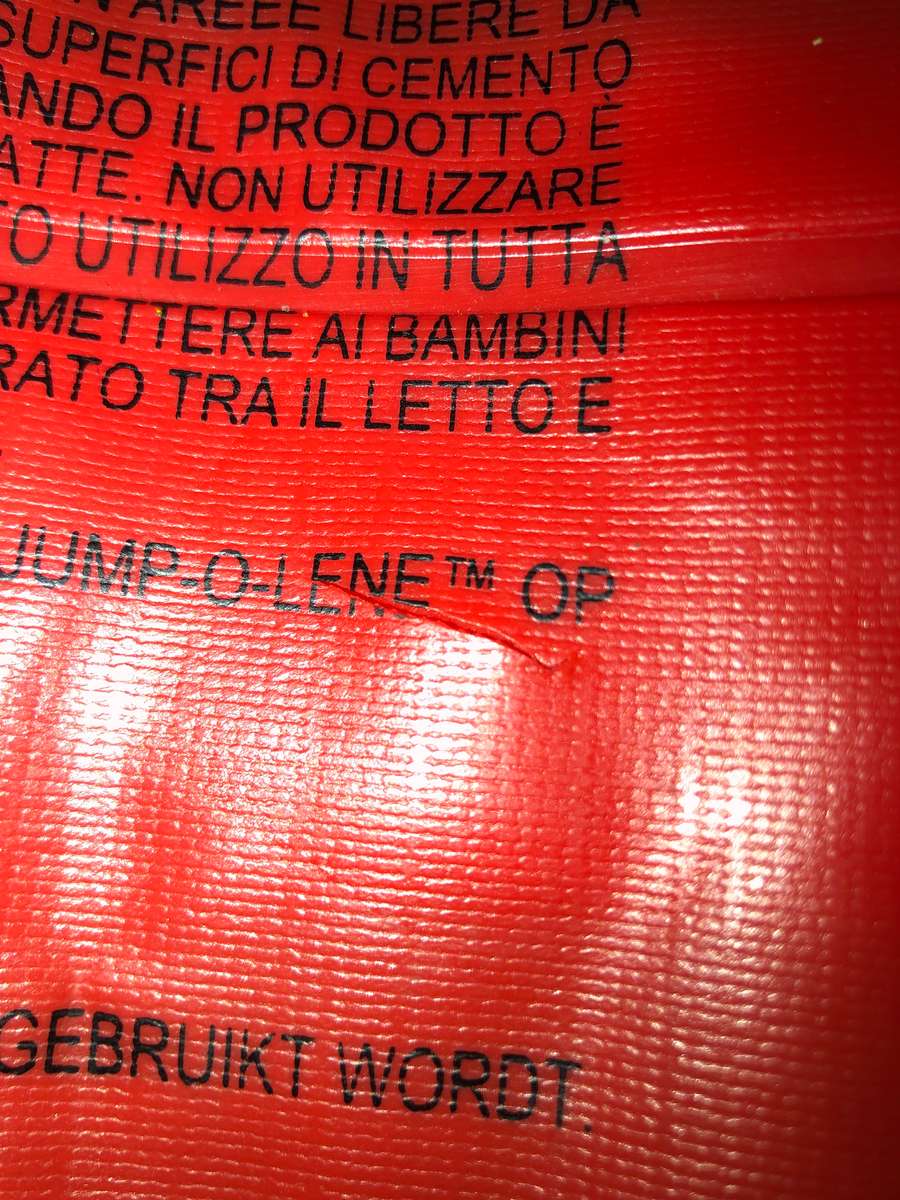 AREEE LIBERE DA
SUPERFICI DI CEMENTO
ANDO IL PRODOTTO È
ATTE. NON UTILIZZARE
TO UTILIZZO IN TUTTA
RMETTERE AI BAMBINI
RATO TRA IL LETTO E
JUMP-O-LENE™ OP
GEBRUIKT WORDT.